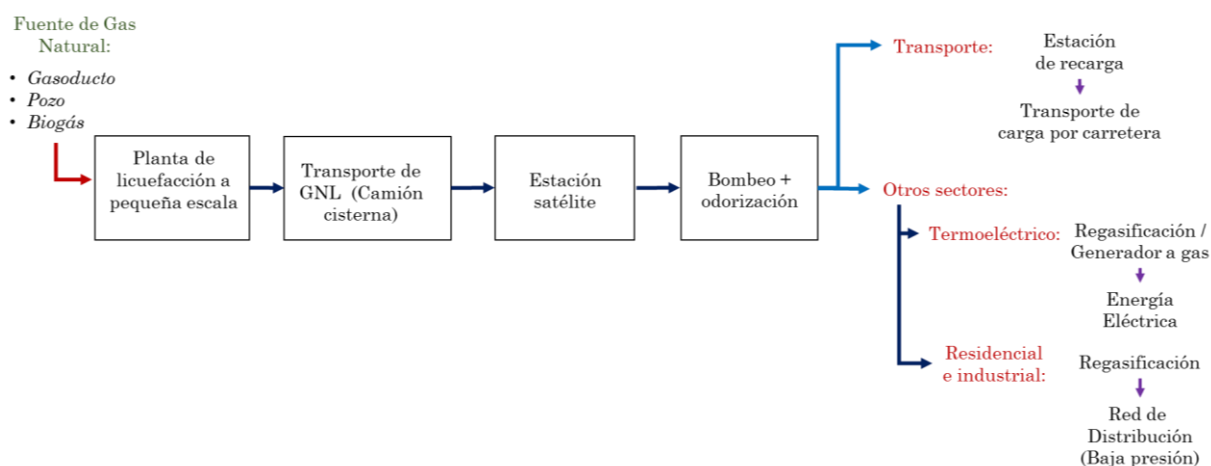 Fuente de Gas
Natural:
• Gasoducto
• Pozo
• Biogás
Planta de
licuefacción a
pequeña escala
Transporte de
GNL (Camión
cisterna)
Estación
satélite
Bombeo +
odorización
Transporte:
Estación
de recarga
Transporte de
carga por carretera
Otros sectores:
Termoeléctrico:
Regasificación /
Generador a gas
Energía
Eléctrica
Residencial
e industrial:
Regasificación
Red de
Distribución
(Baja presión)